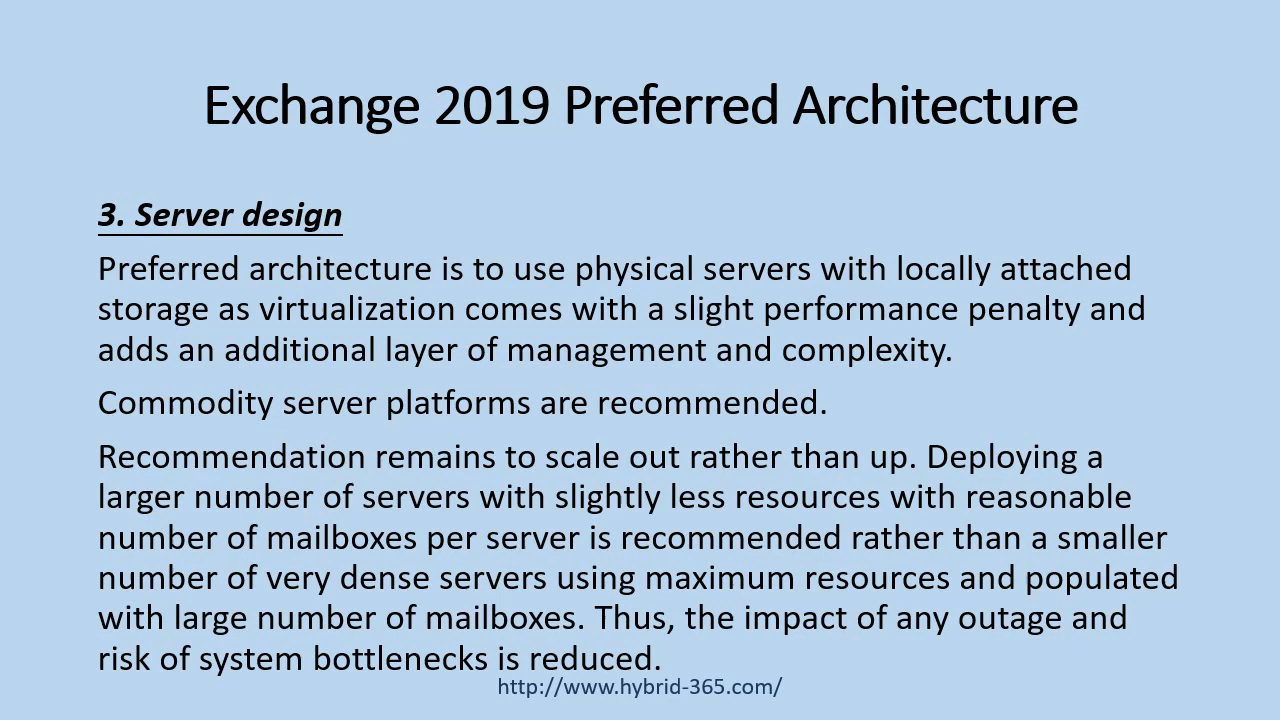 Exchange 2019 Preferred Architecture
3. Server design
Preferred architecture is to use physical servers with locally attached
storage as virtualization comes with a slight performance penalty and
adds an additional layer of management and complexity.
Commodity server platforms are recommended.
Recommendation remains to scale out rather than up. Deploying a
larger number of servers with slightly less resources with reasonable
number of mailboxes per server is recommended rather than a smaller
number of very dense servers using maximum resources and populated
with large number of mailboxes. Thus, the impact of any outage and
risk of system bottlenecks is reduced.
http://www.hybrid-365.com/